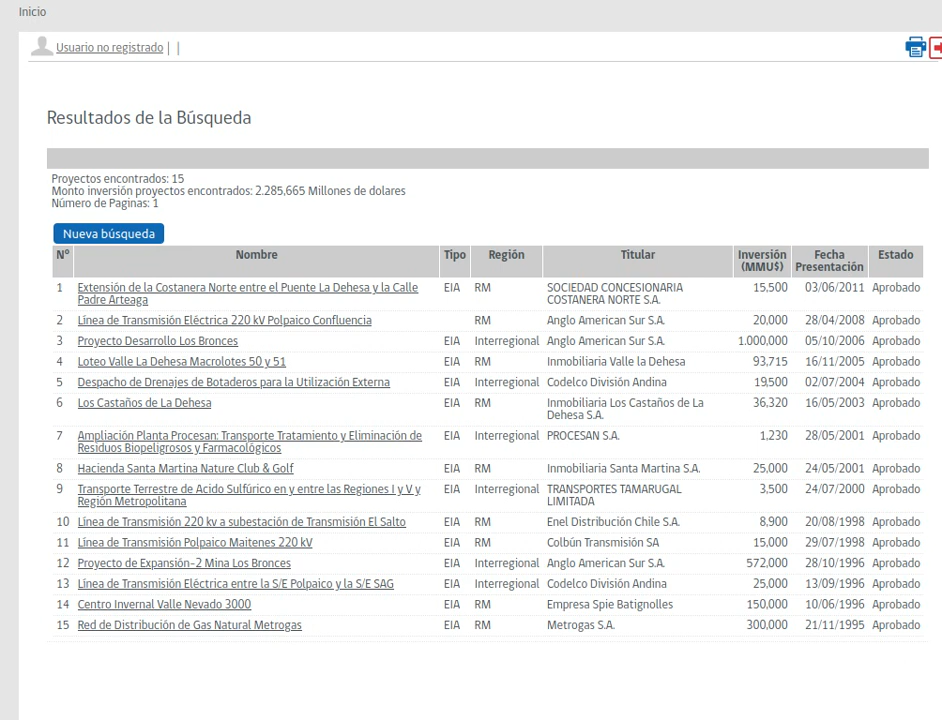 Inicio
Usuario no registrado | |
Resultados de la Búsqueda
Proyectos encontrados: 15
Monto inversión proyectos encontrados: 2.285,665 Millones de dolares
Número de Paginas: 1
Nueva búsqueda
Nº Nombre Tipo Región Titular Inversión (MMU$) Fecha Presentación Estado
1 Extensión de la Costanera Norte entre el Puente La Dehesa y la Calle Padre Arteaga EIA RM SOCIEDAD CONCESIONARIA COSTANERA NORTE S.A. 15,500 03/06/2011 Aprobado
2 Línea de Transmisión Eléctrica 220 kV Polpaico Confluencia RM Anglo American Sur S.A. 20,000 28/04/2008 Aprobado
3 Proyecto Desarrollo Los Bronces EIA Interregional Anglo American Sur S.A. 1.000,000 05/10/2006 Aprobado
4 Loteo Valle La Dehesa Macrolotes 50 y 51 EIA RM Inmobiliaria Valle la Dehesa 93,715 16/11/2005 Aprobado
5 Despacho de Drenajes de Botaderos para la Utilización Externa EIA Interregional Codelco División Andina 19,500 02/07/2004 Aprobado
6 Los Castaños de La Dehesa EIA RM Inmobiliaria Los Castaños de La Dehesa S.A. 36,320 16/05/2003 Aprobado
7 Ampliación Planta Procesan: Transporte Tratamiento y Eliminación de Residuos Biopeligrosos y Farmacológicos EIA Interregional PROCESAN S.A. 1,230 28/05/2001 Aprobado
8 Hacienda Santa Martina Nature Club & Golf EIA RM Inmobiliaria Santa Martina S.A. 25,000 24/05/2001 Aprobado
9 Transporte Terrestre de Acido Sulfúrico en y entre las Regiones I y V y Región Metropolitana EIA Interregional TRANSPORTES TAMARUGAL LIMITADA 3,500 24/07/2000 Aprobado
10 Línea de Transmisión 220 kv a subestación de Transmisión El Salto EIA RM Enel Distribución Chile S.A. 8,900 20/08/1998 Aprobado
11 Línea de Transmisión Polpaico Maitenes 220 kV EIA RM Colbún Transmisión SA 15,000 29/07/1998 Aprobado
12 Proyecto de Expansión-2 Mina Los Bronces EIA Interregional Anglo American Sur S.A. 572,000 28/10/1996 Aprobado
13 Línea de Transmisión Eléctrica entre la S/E Polpaico y la S/E SAG EIA Interregional Codelco División Andina 25,000 13/09/1996 Aprobado
14 Centro Invernal Valle Nevado 3000 EIA RM Empresa Spie Batignolles 150,000 10/06/1996 Aprobado
15 Red de Distribución de Gas Natural Metrogas EIA RM Metrogas S.A. 300,000 21/11/1995 Aprobado